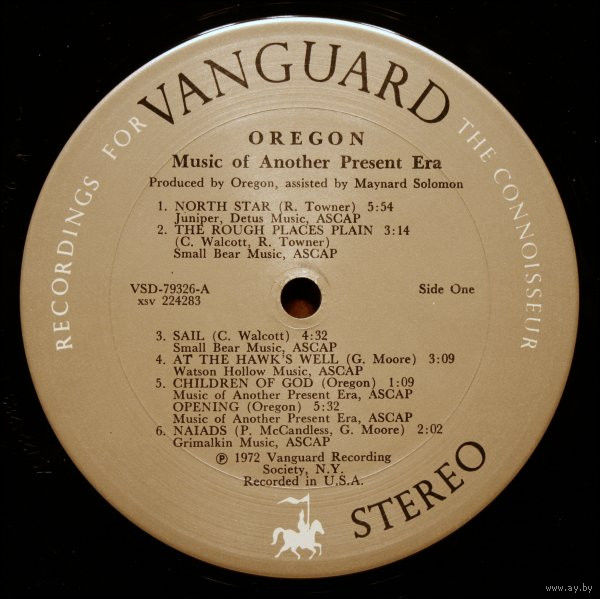 RECORDINGS FOR
VANGUARD
THE CONNOISSEUR
OREGON
Music of Another Present Era
Produced by Oregon, assisted by Maynard Solomon
1. NORTH STAR (R. Towner) 5:54
Juniper, Detus Music, ASCAP
2. THE ROUGH PLACES PLAIN 3:14
(C. Walcott, R. Towner)
Small Bear Music, ASCAP
VSD-79326-A
xsv 224283
Side One
3. SAIL (C. Walcott) 4:32
Small Bear Music, ASCAP
4. AT THE HAWK'S WELL (G. Moore) 3:09
Watson Hollow Music, ASCAP
5. CHILDREN OF GOD (Oregon) 1:09
Music of Another Present Era, ASCAP
OPENING (Oregon) 5:32
Music of Another Present Era, ASCAP
6. NAIADS (P. McCandless, G. Moore) 2:02
Grimalkin Music, ASCAP
℗ 1972 Vanguard Recording
Society, N.Y.
Recorded in U.S.A.
STEREO
www.ay.by